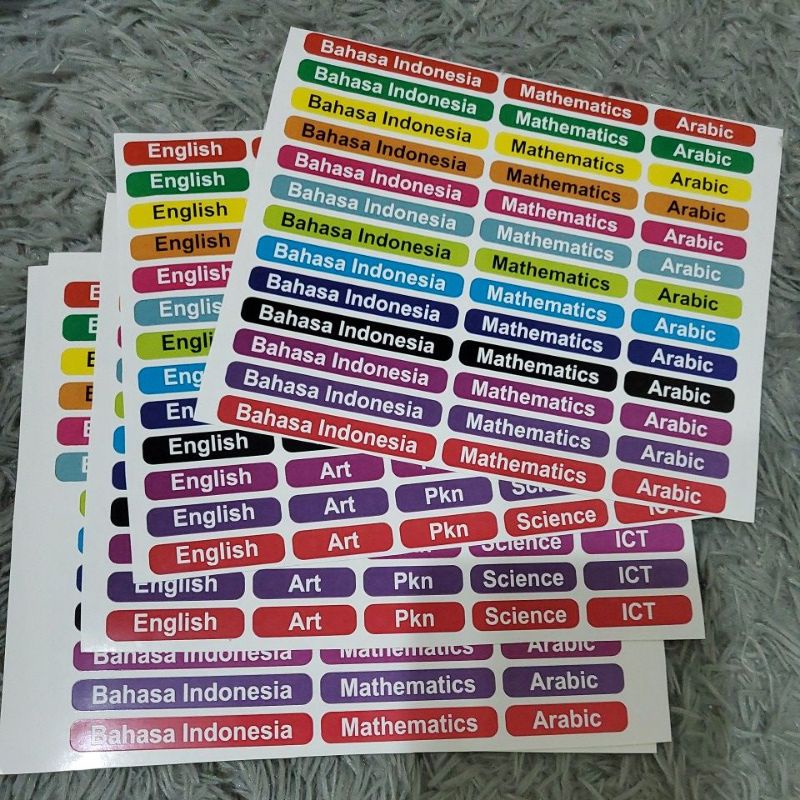 Bahasa Indonesia Mathematics Arabic
Bahasa Indonesia Mathematics Arabic
Bahasa Indonesia Mathematics Arabic
Bahasa Indonesia Mathematics Arabic
Bahasa Indonesia Mathematics Arabic
Bahasa Indonesia Mathematics Arabic
Bahasa Indonesia Mathematics Arabic
Bahasa Indonesia Mathematics Arabic
Bahasa Indonesia Mathematics Arabic
Bahasa Indonesia Mathematics Arabic
Bahasa Indonesia Mathematics Arabic
Bahasa Indonesia Mathematics Arabic
Bahasa Indonesia Mathematics Arabic
English
English
English
English
English
English
English
English Art
English Art Pkn
English Art Pkn Science ICT
Pkn Science ICT
English Art Pkn Science ICT
English Art Pkn Science ICT
Bahasa Indonesia Mathematics Arabic
Bahasa Indonesia Mathematics Arabic
Bahasa Indonesia Mathematics Arabic